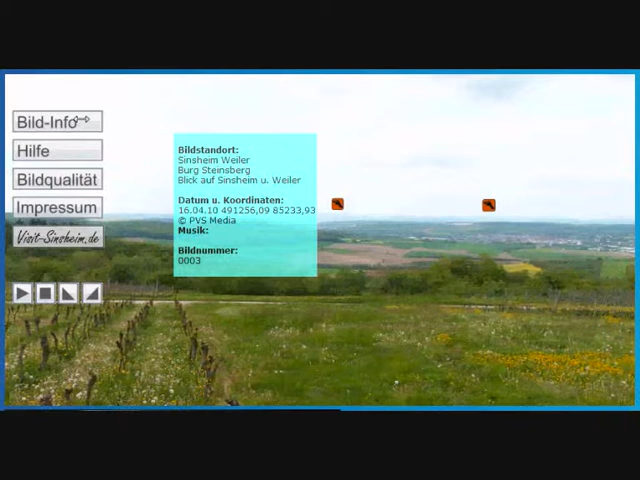 Bild-Info
Hilfe
Bildqualität
Impressum
Visit-Sinsheim.de
Bildstandort:
Sinsheim Weiler
Burg Steinsberg
Blick auf Sinsheim u. Weiler
Datum u. Koordinaten:
16.04.10 491256,09 85233,93
© PVS Media
Musik:
Bildnummer:
0003